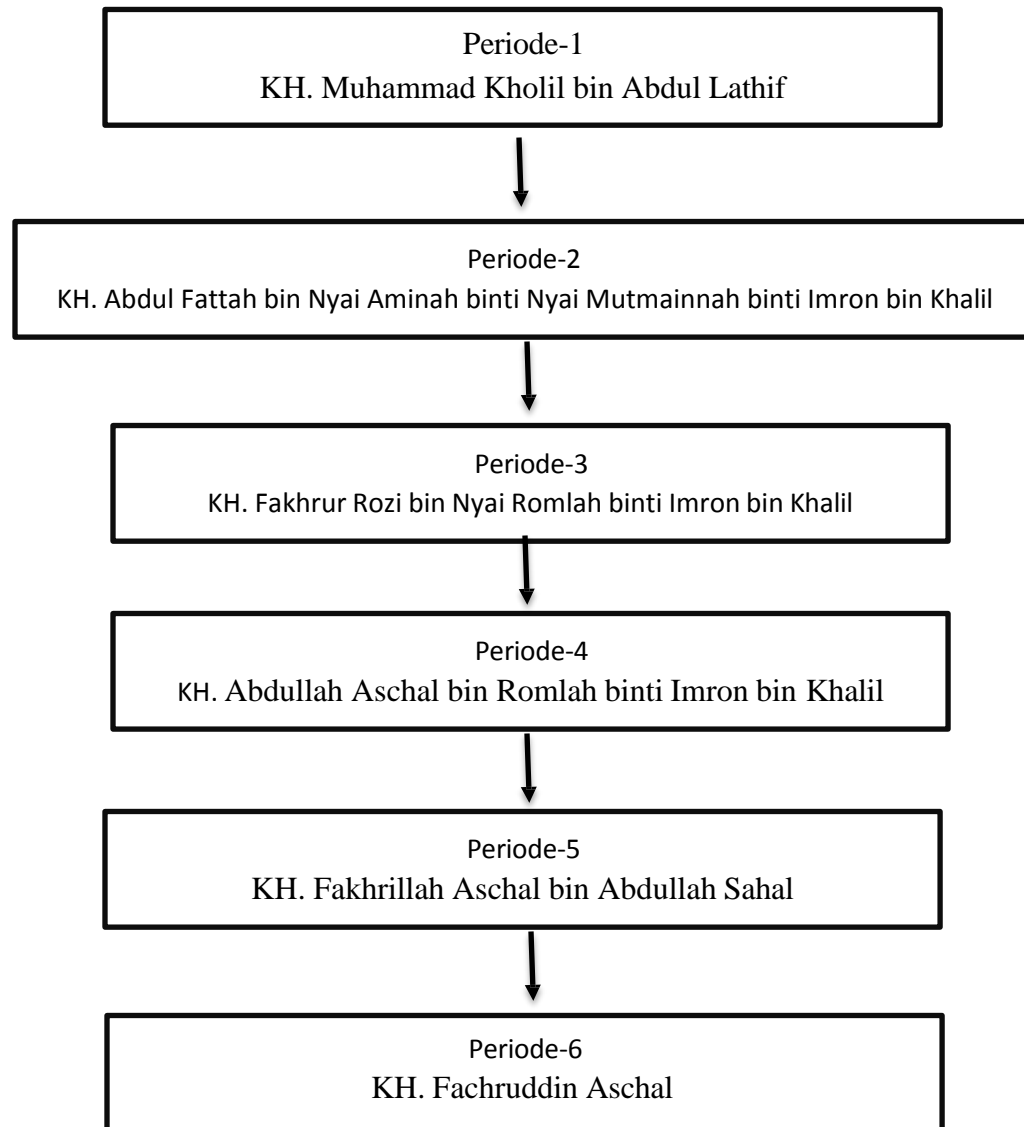 Periode-1
KH. Muhammad Kholil bin Abdul Lathif
Periode-2
KH. Abdul Fattah bin Nyai Aminah binti Nyai Mutmainnah binti Imron bin Khalil
Periode-3
KH. Fakhrur Rozi bin Nyai Romlah binti Imron bin Khalil
Periode-4
KH. Abdullah Aschal bin Romlah binti Imron bin Khalil
Periode-5
KH. Fakhrillah Aschal bin Abdullah Sahal
Periode-6
KH. Fachruddin Aschal